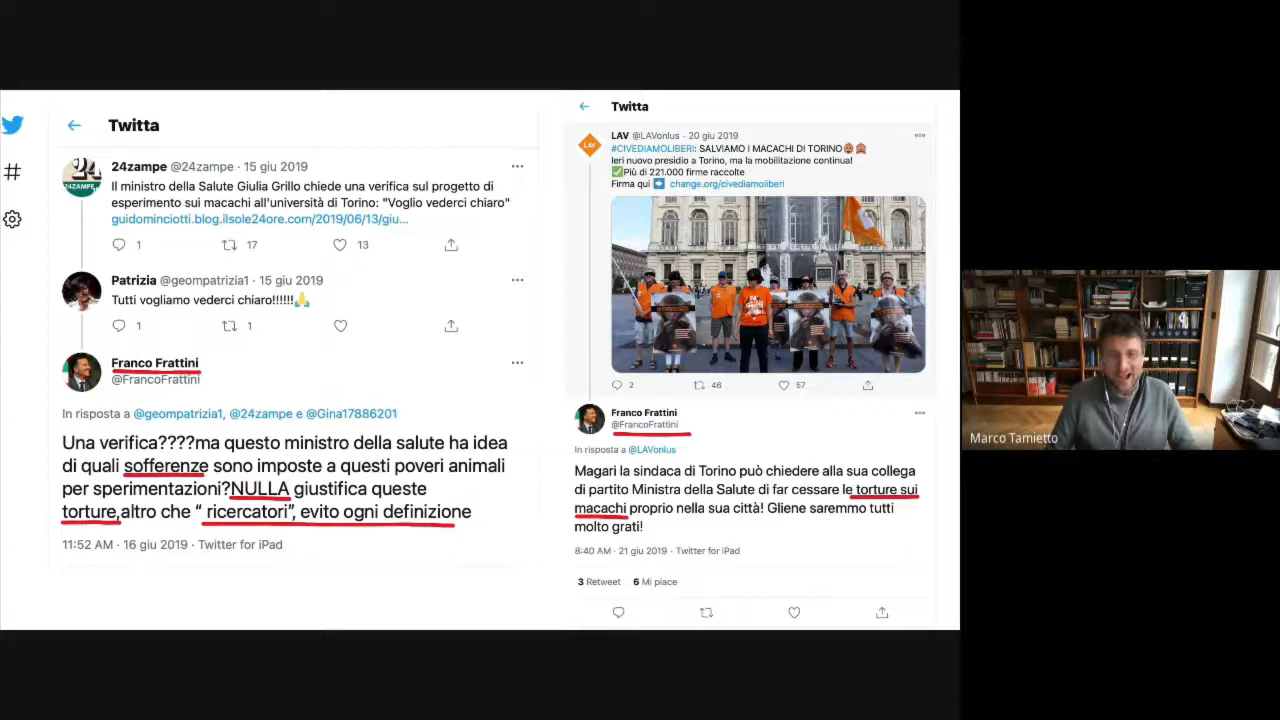 Twitta
24zampe @24zampe · 15 giu 2019
Il ministro della Salute Giulia Grillo chiede una verifica sul progetto di
esperimento sui macachi all'università di Torino: "Voglio vederci chiaro"
guidominciotti.blog.ilsole24ore.com/2019/06/13/giu...
1 17 13
Patrizia @geompatrizia1 · 15 giu 2019
Tutti vogliamo vederci chiaro!!!!!!🙏
1 1
Franco Frattini
@FrancoFrattini
In risposta a @geompatrizia1, @24zampe e @Gina17886201
Una verifica????ma questo ministro della salute ha idea
di quali sofferenze sono imposte a questi poveri animali
per sperimentazioni?NULLA giustifica queste
torture,altro che “ ricercatori”, evito ogni definizione
11:52 AM · 16 giu 2019 · Twitter for iPad
Twitta
LAV @LAVonlus · 20 giu 2019
#CIVEDIAMOLIBERI: SALVIAMO I MACACHI DI TORINO🐵🙈
Ieri nuovo presidio a Torino, ma la mobilitazione continua!
✅Più di 221.000 firme raccolte
Firma qui ➡️ change.org/civediamoliberi
2 46 57
Franco Frattini
@FrancoFrattini
In risposta a @LAVonlus
Magari la sindaca di Torino può chiedere alla sua collega
di partito Ministra della Salute di far cessare le torture sui
macachi proprio nella sua città! Gliene saremmo tutti
molto grati!
8:40 AM · 21 giu 2019 · Twitter for iPad
3 Retweet 6 Mi piace
Marco Tamietto